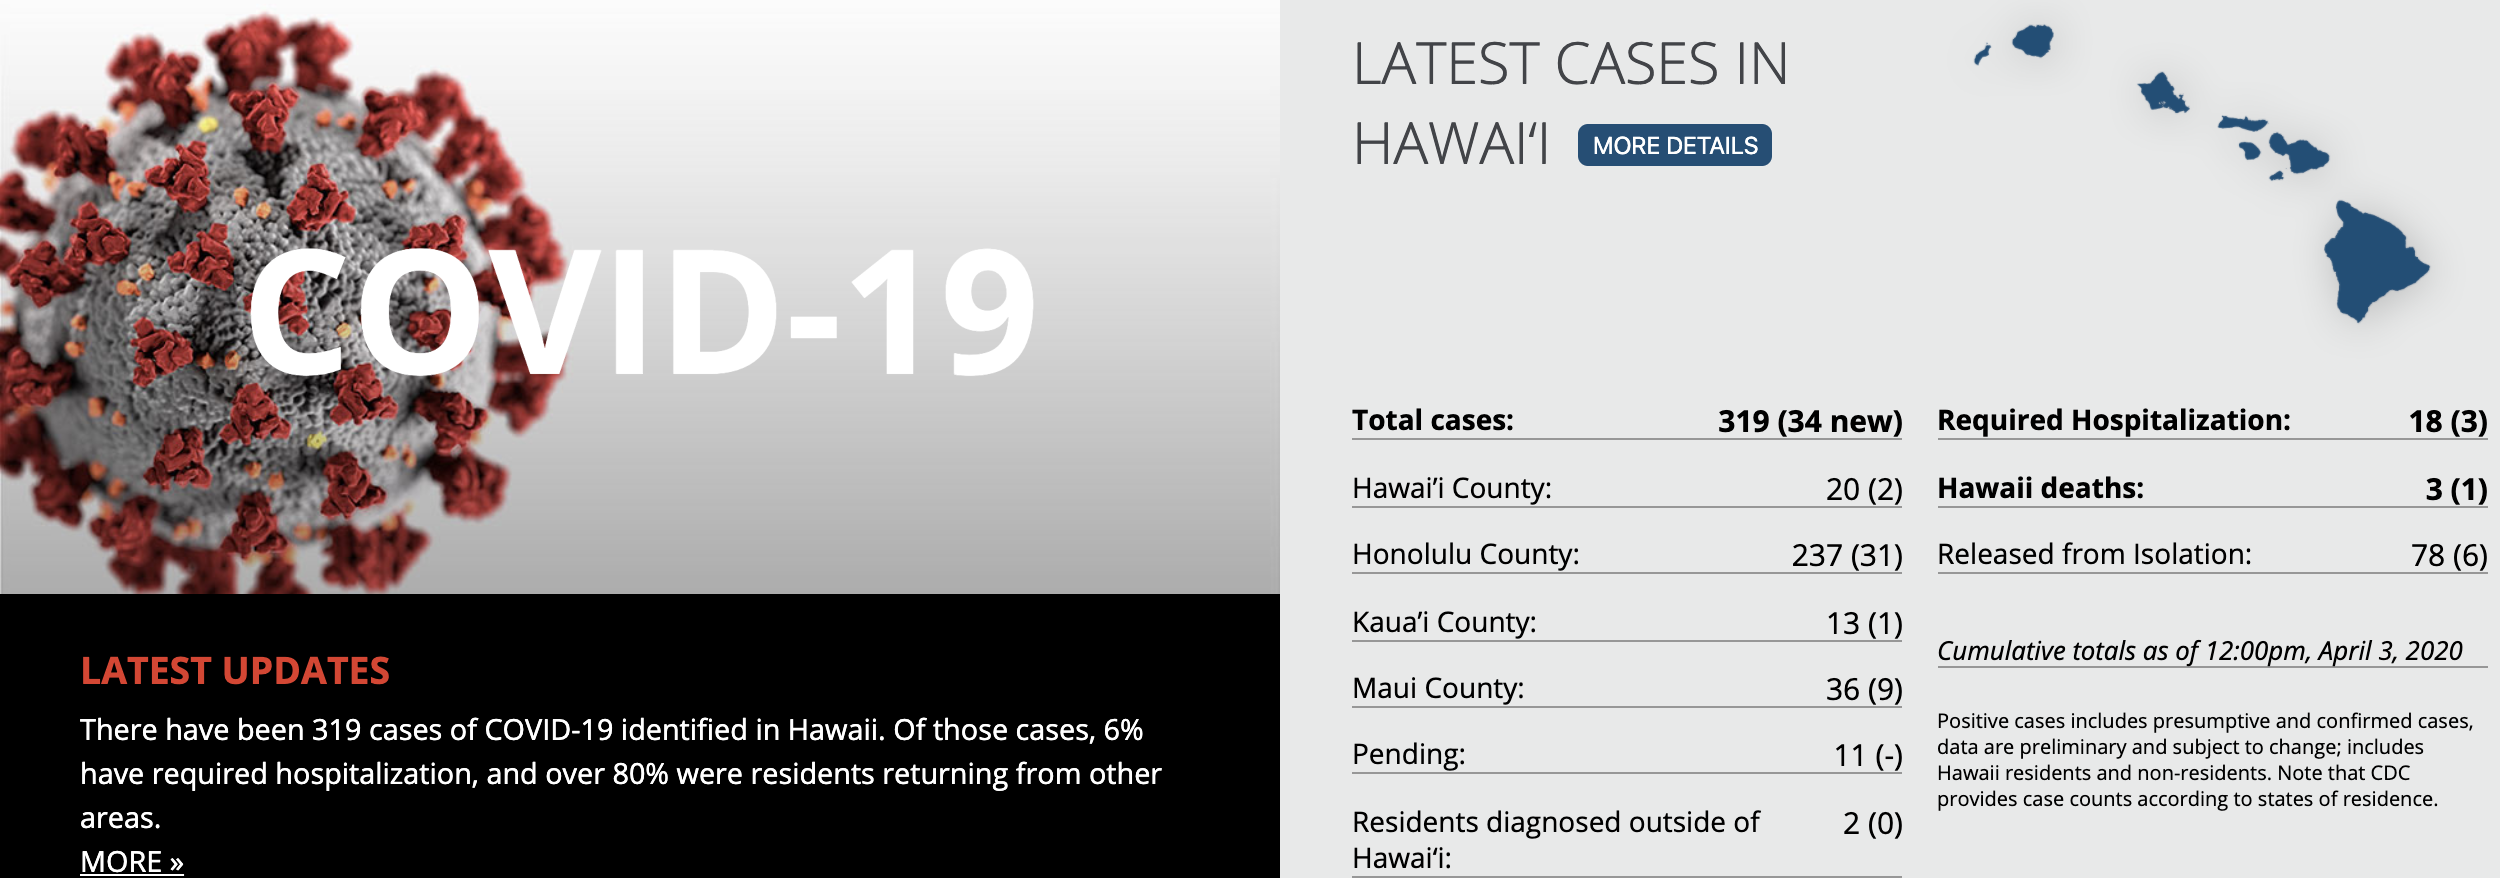 COVID-19
LATEST UPDATES
There have been 319 cases of COVID-19 identified in Hawaii. Of those cases, 6%
have required hospitalization, and over 80% were residents returning from other
areas.
MORE »
LATEST CASES IN
HAWAI‘I MORE DETAILS
Total cases: 319 (34 new)
Hawai’i County: 20 (2)
Honolulu County: 237 (31)
Kaua’i County: 13 (1)
Maui County: 36 (9)
Pending: 11 (-)
Residents diagnosed outside of 2 (0)
Hawai‘i:
Required Hospitalization: 18 (3)
Hawaii deaths: 3 (1)
Released from Isolation: 78 (6)
Cumulative totals as of 12:00pm, April 3, 2020
Positive cases includes presumptive and confirmed cases,
data are preliminary and subject to change; includes
Hawaii residents and non-residents. Note that CDC
provides case counts according to states of residence.